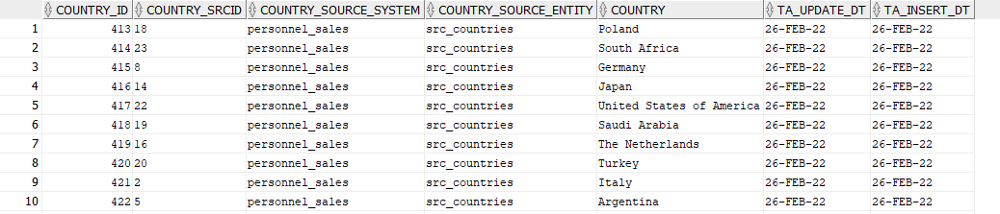 COUNTRY_ID COUNTRY_SRCID COUNTRY_SOURCE_SYSTEM COUNTRY_SOURCE_ENTITY COUNTRY TA_UPDATE_DT TA_INSERT_DT
1 413 18 personnel_sales src_countries Poland 26-FEB-22 26-FEB-22
2 414 23 personnel_sales src_countries South Africa 26-FEB-22 26-FEB-22
3 415 8 personnel_sales src_countries Germany 26-FEB-22 26-FEB-22
4 416 14 personnel_sales src_countries Japan 26-FEB-22 26-FEB-22
5 417 22 personnel_sales src_countries United States of America 26-FEB-22 26-FEB-22
6 418 19 personnel_sales src_countries Saudi Arabia 26-FEB-22 26-FEB-22
7 419 16 personnel_sales src_countries The Netherlands 26-FEB-22 26-FEB-22
8 420 20 personnel_sales src_countries Turkey 26-FEB-22 26-FEB-22
9 421 2 personnel_sales src_countries Italy 26-FEB-22 26-FEB-22
10 422 5 personnel_sales src_countries Argentina 26-FEB-22 26-FEB-22